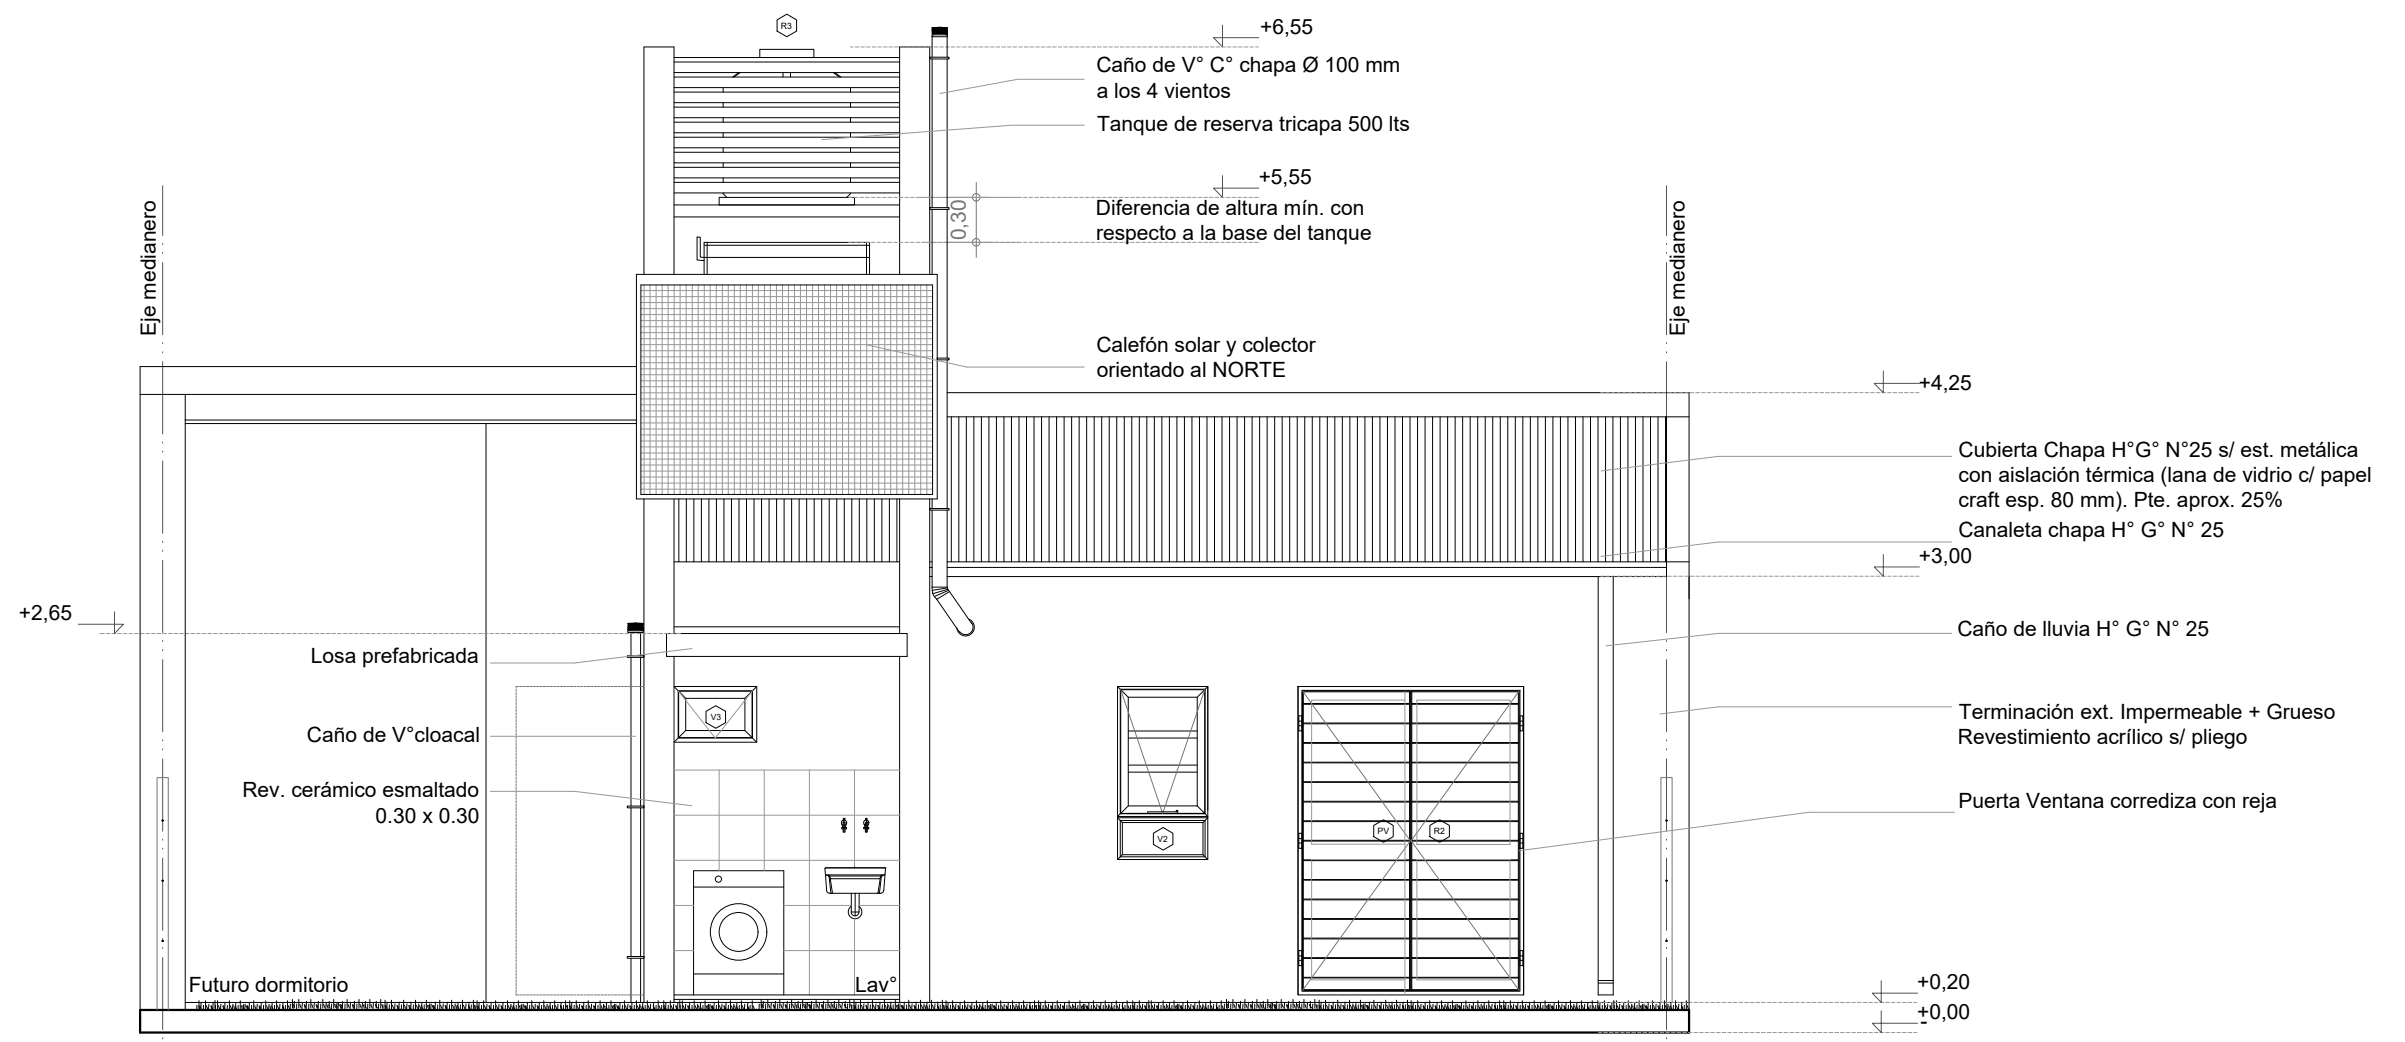 R3
+6,55
Caño de V° C° chapa Ø 100 mm
a los 4 vientos
Tanque de reserva tricapa 500 lts
+5,55
0,30
Diferencia de altura mín. con
respecto a la base del tanque
Eje medianero
Eje medianero
Calefón solar y colector
orientado al NORTE
+4,25
Cubierta Chapa H°G° N°25 s/ est. metálica
con aislación térmica (lana de vidrio c/ papel
craft esp. 80 mm). Pte. aprox. 25%
Canaleta chapa H° G° N° 25
+3,00
+2,65
Caño de lluvia H° G° N° 25
Losa prefabricada
V3
Caño de V°cloacal
Terminación ext. Impermeable + Grueso
Revestimiento acrílico s/ pliego
Rev. cerámico esmaltado
0.30 x 0.30
Puerta Ventana corrediza con reja
V2
PV
R2
Futuro dormitorio
Lav°
+0,20
+0,00